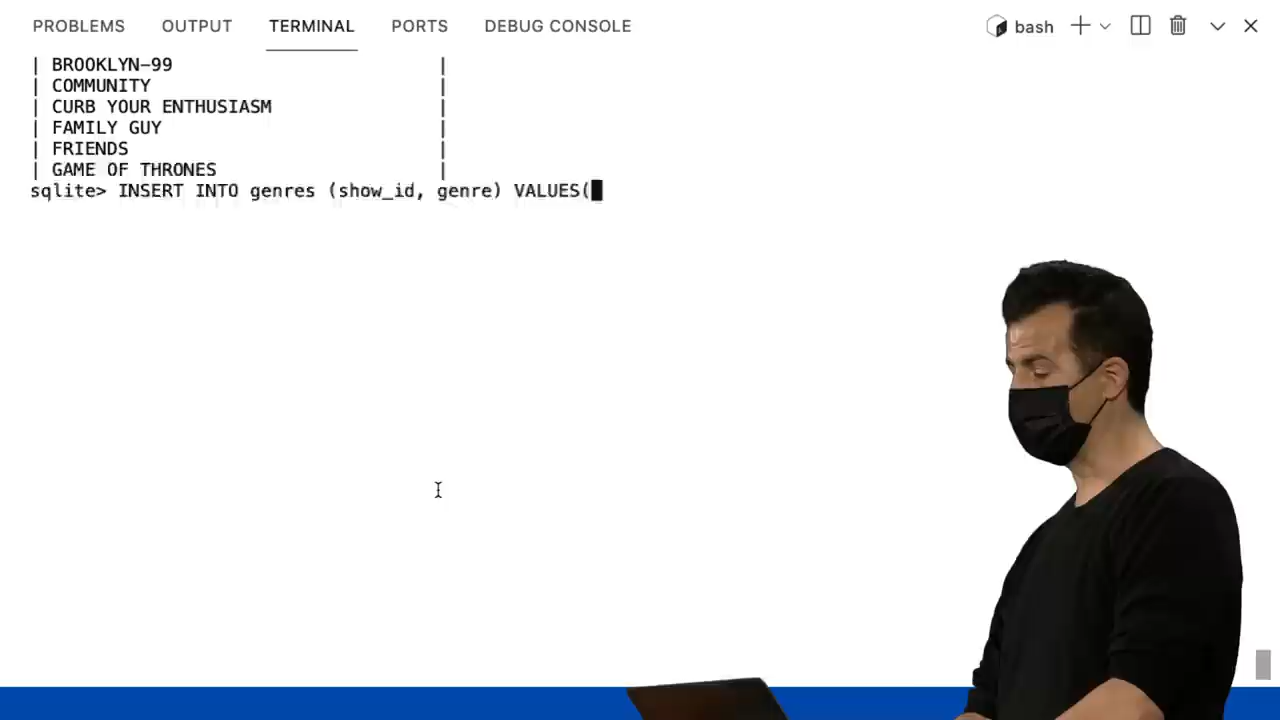 PROBLEMS OUTPUT TERMINAL PORTS DEBUG CONSOLE bash
| BROOKLYN-99 |
| COMMUNITY |
| CURB YOUR ENTHUSIASM |
| FAMILY GUY |
| FRIENDS |
| GAME OF THRONES |
sqlite> INSERT INTO genres (show_id, genre) VALUES(